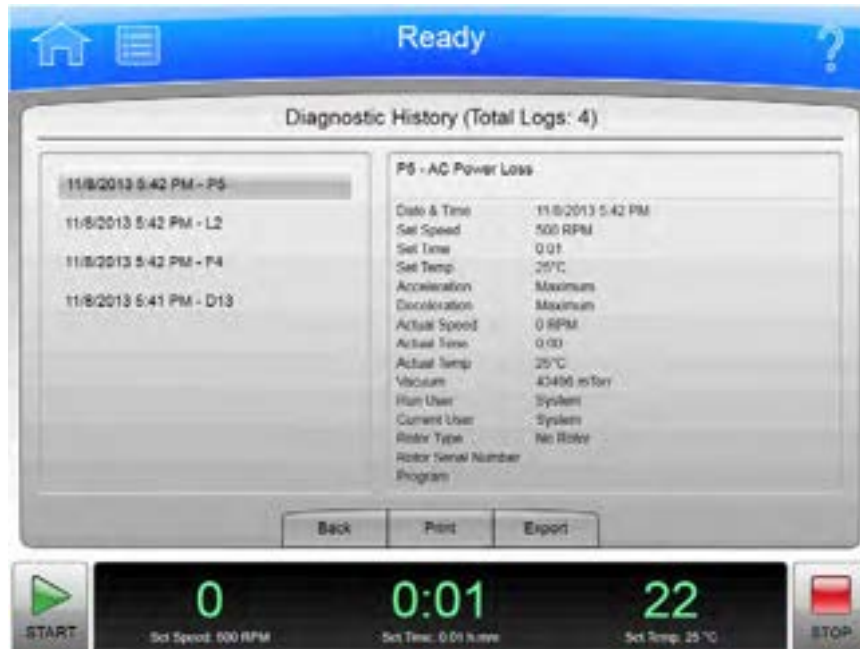 Ready
?
Diagnostic History (Total Logs: 4)
11/8/2013 5:42 PM - P5
11/8/2013 5:42 PM - L2
11/8/2013 5:42 PM - P4
11/8/2013 5:41 PM - D13
P5 - AC Power Loss
Date & Time 11/8/2013 5:42 PM
Set Speed 500 RPM
Set Time 0:01
Set Temp 25°C
Acceleration Maximum
Deceleration Maximum
Actual Speed 0 RPM
Actual Time 0:00
Actual Temp 25°C
Vacuum mTorr
Run User System
Current User System
Rotor Type No Rotor
Rotor Serial Number
Program
Back Print Export
START
0 0:01 22
Set Speed: 500 RPM Set Time: 0:01 h:mm Set Temp: 25 °C
STOP